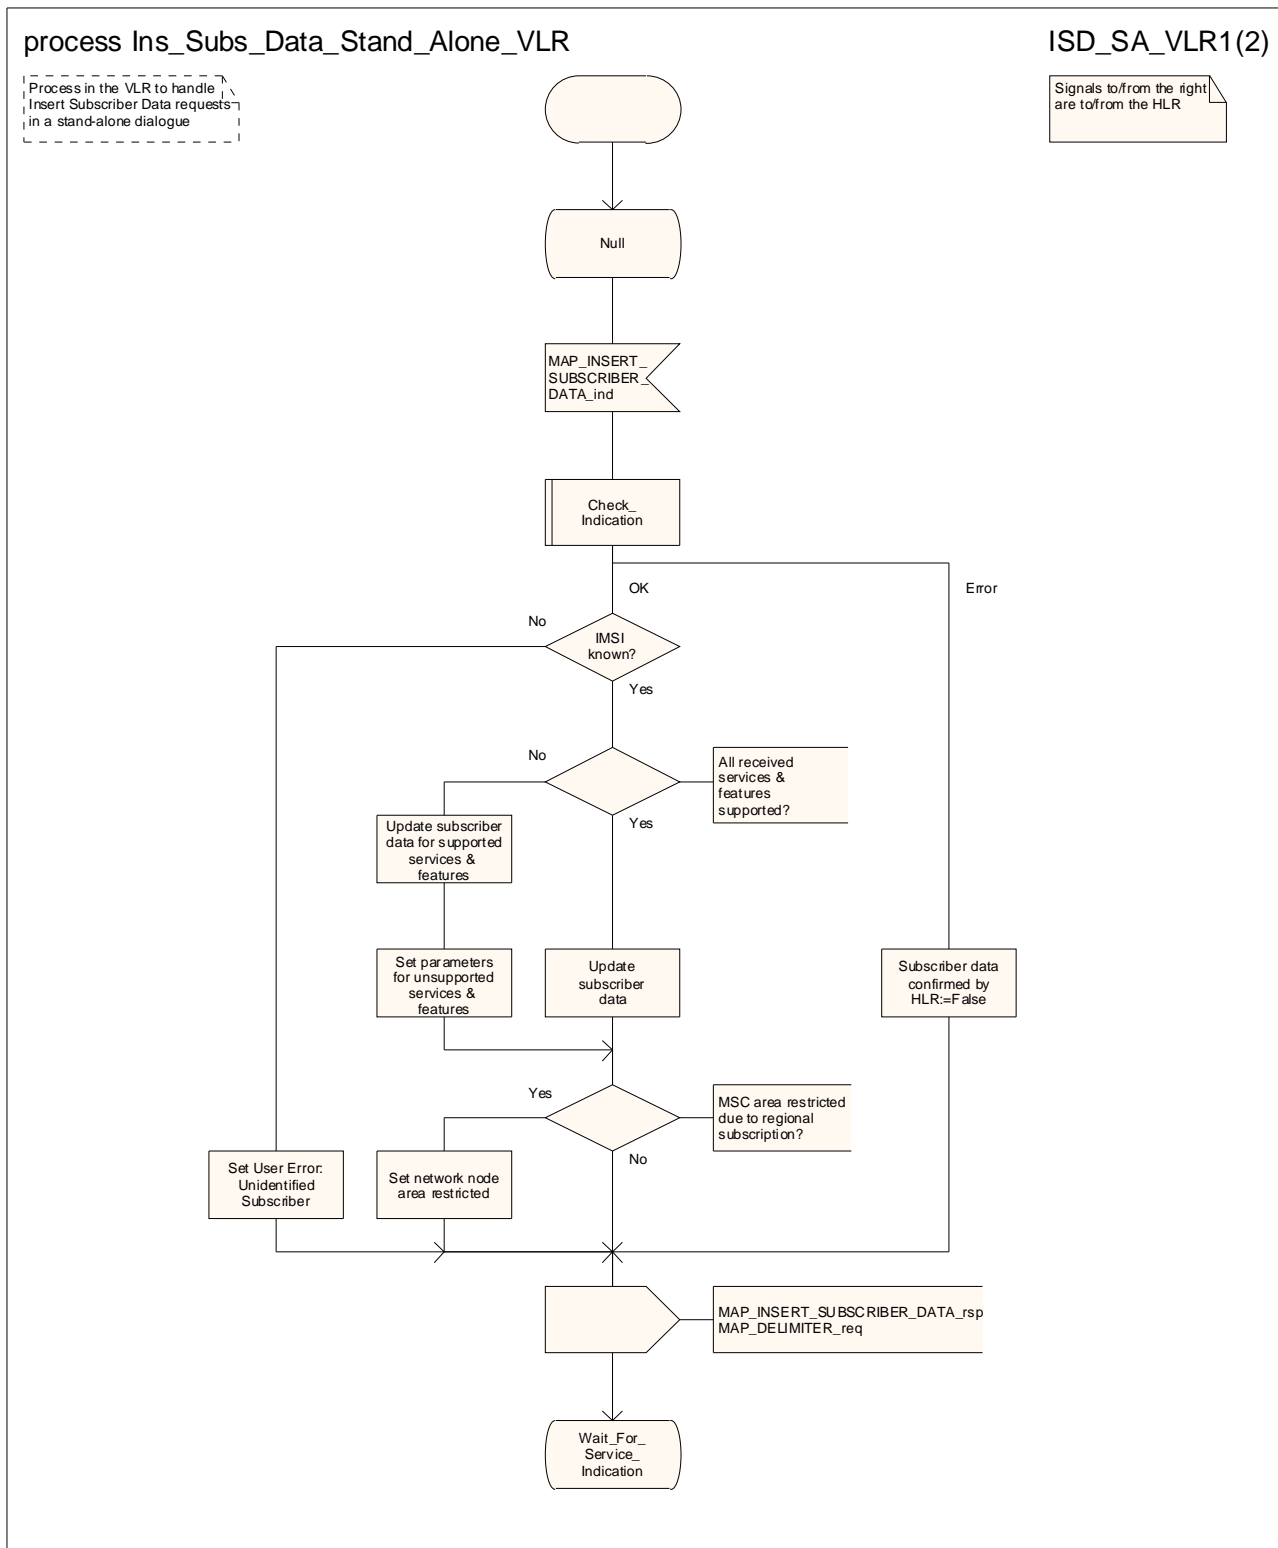 process Ins_Subs_Data_Stand_Alone_VLR
ISD_SA_VLR1(2)
Process in the VLR to handle
Insert Subscriber Data requests
in a stand-alone dialogue
Signals to/from the right
are to/from the HLR
Null
MAP_INSERT_
SUBSCRIBER_
DATA_ind
Check_
Indication
OK
Error
No
IMSI
known?
Yes
No
All received
services &
features
supported?
Yes
Update subscriber
data for supported
services &
features
Set parameters
for unsupported
services &
features
Update
subscriber
data
Subscriber data
confirmed by
HLR:=False
Yes
MSC area restricted
due to regional
subscription?
No
Set User Error:
Unidentified
Subscriber
Set network node
area restricted
MAP_INSERT_SUBSCRIBER_DATA_rsp
MAP_DELIMITER_req
Wait_For_
Service_
Indication